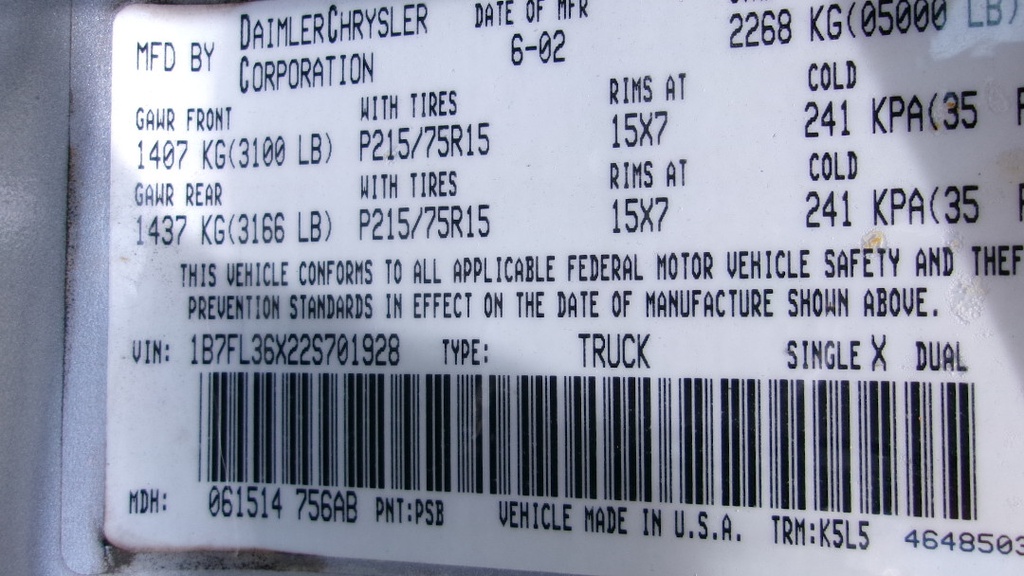 MFD BY DAIMLERCHRYSLER CORPORATION DATE OF MFR 6-02 2268 KG(05000 LB)
GAWR FRONT WITH TIRES RIMS AT COLD
1407 KG(3100 LB) P215/75R15 15X7 241 KPA(35
GAWR REAR WITH TIRES RIMS AT COLD
1437 KG(3166 LB) P215/75R15 15X7 241 KPA(35
THIS VEHICLE CONFORMS TO ALL APPLICABLE FEDERAL MOTOR VEHICLE SAFETY AND THEF
PREVENTION STANDARDS IN EFFECT ON THE DATE OF MANUFACTURE SHOWN ABOVE.
VIN: 1B7FL36X22S701928 TYPE: TRUCK SINGLE X DUAL
MDH: 061514 756AB PNT:PSB VEHICLE MADE IN U.S.A. TRM:K5L5 4648503